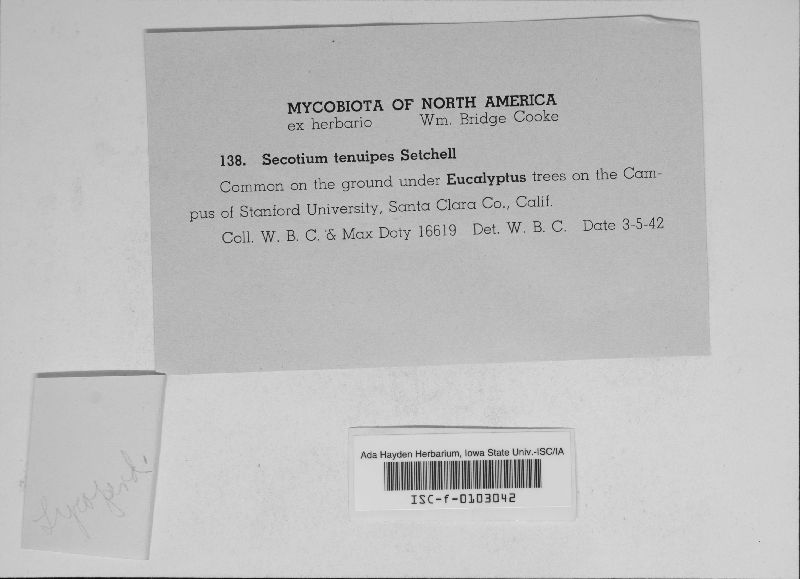 MYCOBIOTA OF NORTH AMERICA
ex herbario Wm. Bridge Cooke
138. Secotium tenuipes Setchell
Common on the ground under Eucalyptus trees on the Cam-
pus of Stanford University, Santa Clara Co., Calif.
Coll. W. B. C. & Max Doty 16619 Det. W. B. C. Date 3-5-42
Ada Hayden Herbarium, Iowa State Univ.-ISC/IA
ISC-f-0103042